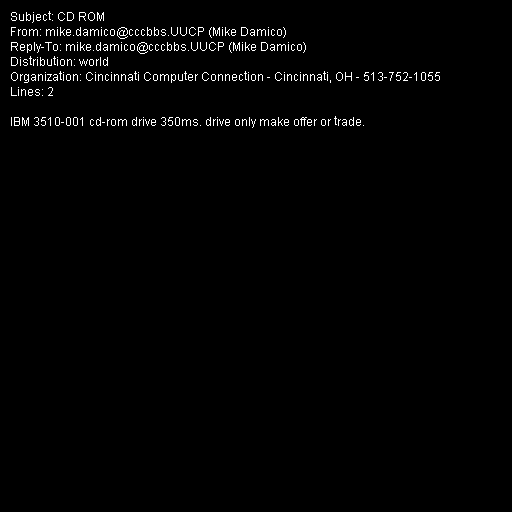 Subject: CD ROM
From: mike.damico@cccbbs.UUCP (Mike Damico)
Reply-To: mike.damico@cccbbs.UUCP (Mike Damico)
Distribution: world
Organization: Cincinnati Computer Connection - Cincinnati, OH - 513-752-1055
Lines: 2

IBM 3510-001 cd-rom drive 350ms. drive only make offer or trade.